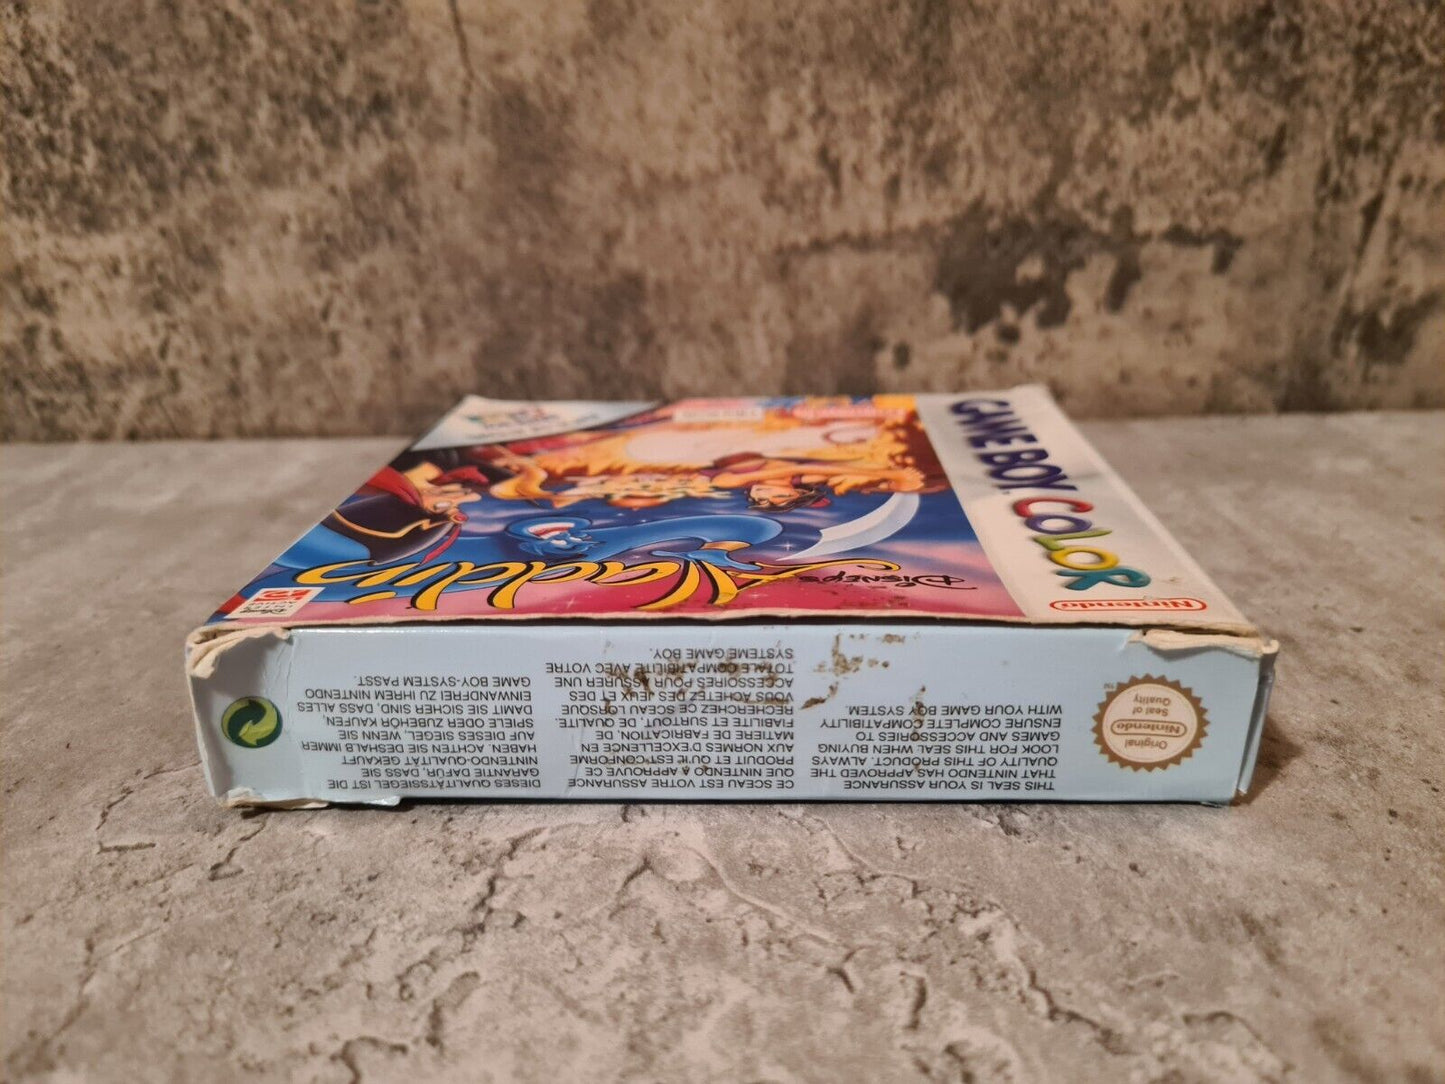 GAME BOY COLOR
Nintendo
Disney's
Aladdin
Original
Nintendo
Seal of
Quality
TM
THIS SEAL IS YOUR ASSURANCE
THAT NINTENDO HAS APPROVED THE
QUALITY OF THIS PRODUCT. ALWAYS
LOOK FOR THIS SEAL WHEN BUYING
GAMES AND ACCESSORIES TO
ENSURE COMPLETE COMPATIBILITY
WITH YOUR GAME BOY SYSTEM.
CE SCEAU EST VOTRE ASSURANCE
QUE NINTENDO A APPROUVE CE
PRODUIT ET QU'IL EST CONFORME
AUX NORMES D'EXCELLENCE EN
MATIERE DE FABRICATION, DE
FIABILITE ET SURTOUT, DE QUALITE.
RECHERCHEZ CE SCEAU LORSQUE
VOUS ACHETEZ DES JEUX ET DES
ACCESSOIRES POUR ASSURER UNE
TOTALE COMPATIBILITE AVEC VOTRE
SYSTEME GAME BOY.
DIESES QUALITÄTSSIEGEL IST DIE
GARANTIE DAFÜR, DASS SIE
NINTENDO-QUALITÄT GEKAUFT
HABEN. ACHTEN SIE DESHALB IMMER
AUF DIESES SIEGEL, WENN SIE
SPIELE ODER ZUBEHÖR KAUFEN,
DAMIT SIE SICHER SIND, DASS ALLES
EINWANDFREI ZU IHREM NINTENDO
GAME BOY-SYSTEM PASST.